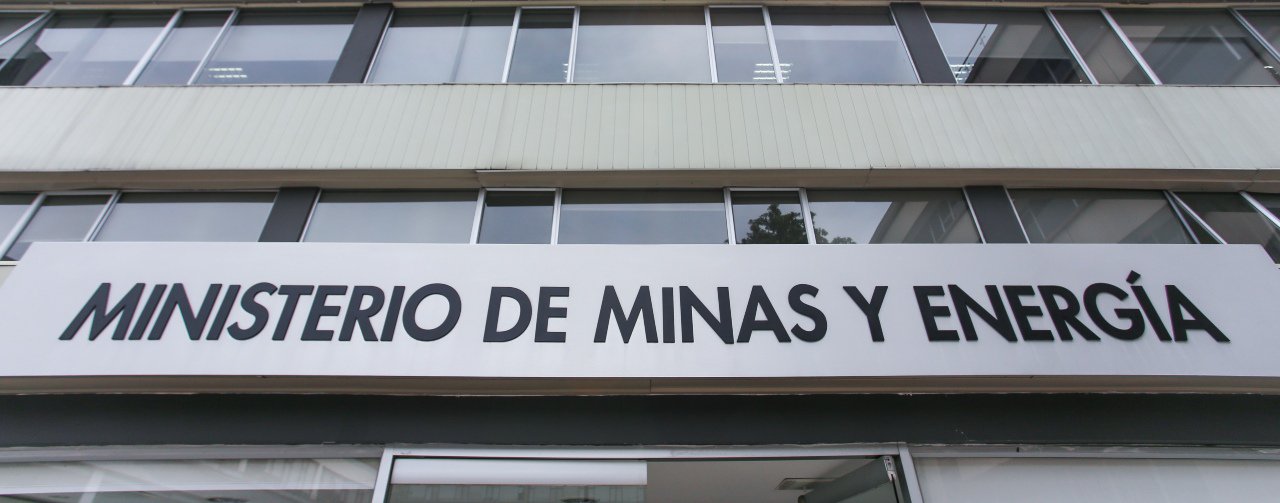 MINISTERIO DE MINAS Y ENERGÍA